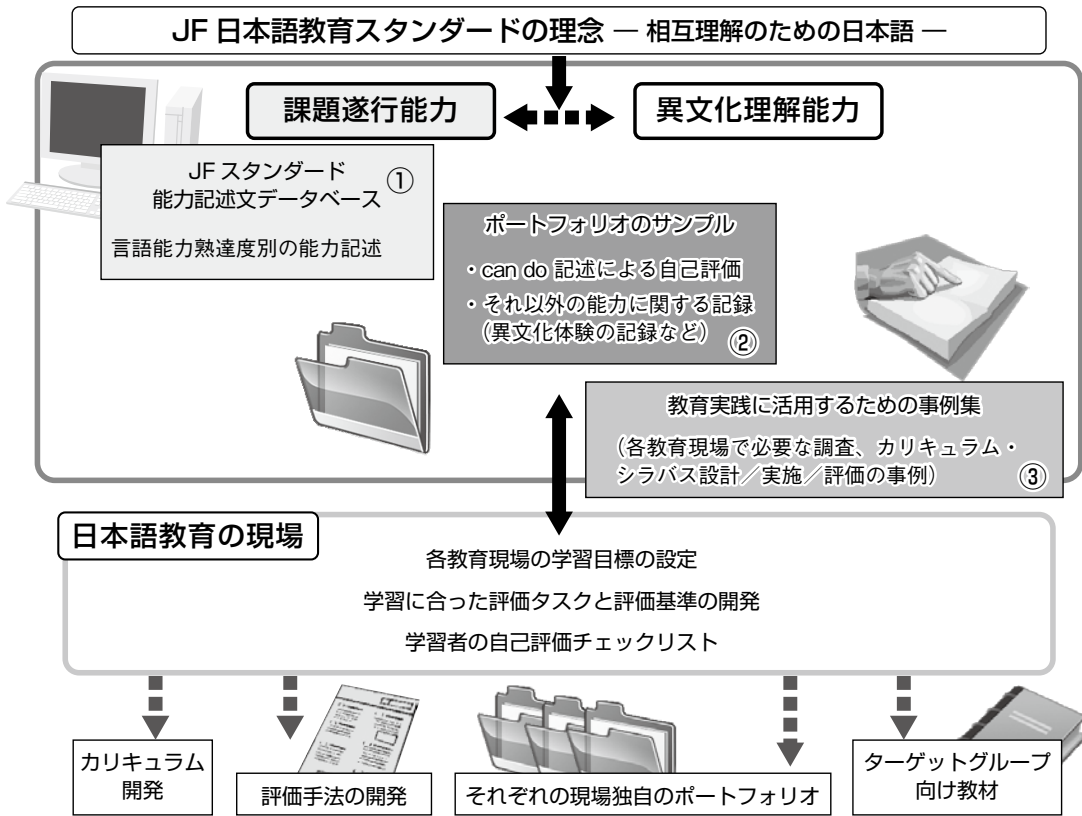 JF 日本語教育スタンダードの理念 ― 相互理解のための日本語 ―
課題遂行能力
異文化理解能力
JF スタンダード
能力記述文データベース
①
言語能力熟達度別の能力記述
ポートフォリオのサンプル
・can do 記述による自己評価
・それ以外の能力に関する記録
（異文化体験の記録など）
②
教育実践に活用するための事例集
（各教育現場で必要な調査、カリキュラム・
シラバス設計／実施／評価の事例）
③
日本語教育の現場
各教育現場の学習目標の設定
学習に合った評価タスクと評価基準の開発
学習者の自己評価チェックリスト
カリキュラム
開発
評価手法の開発
それぞれの現場独自のポートフォリオ
ターゲットグループ
向け教材